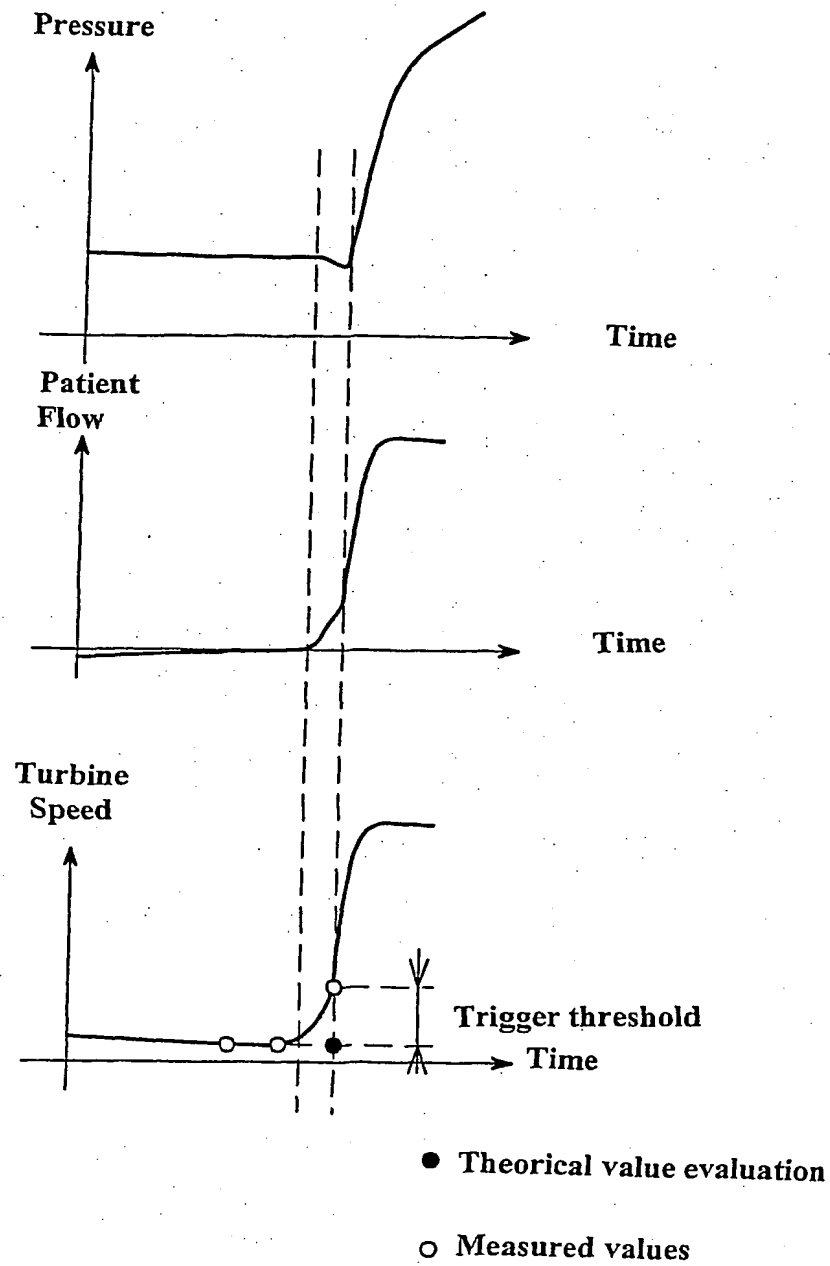 Pressure
Time
Patient
Flow
Time
Turbine
Speed
Trigger threshold
Time
Theorical value evaluation
Measured values